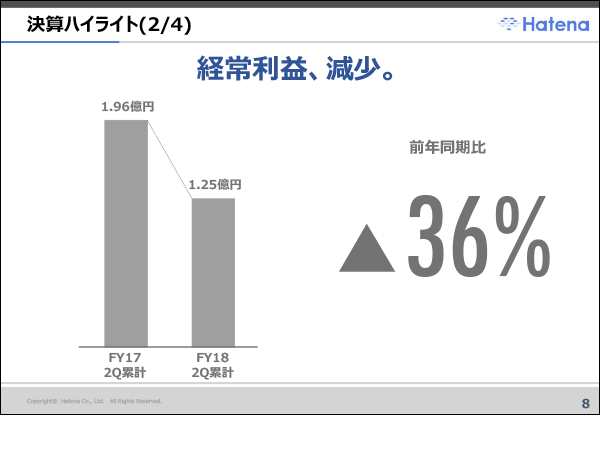 決算ハイライト(2/4)
Hatena
経常利益、減少。
1.96億円
1.25億円
前年同期比
▲36%
FY17
2Q累計
FY18
2Q累計
Copyright© Hatena Co., Ltd. All Rights Reserved.
8